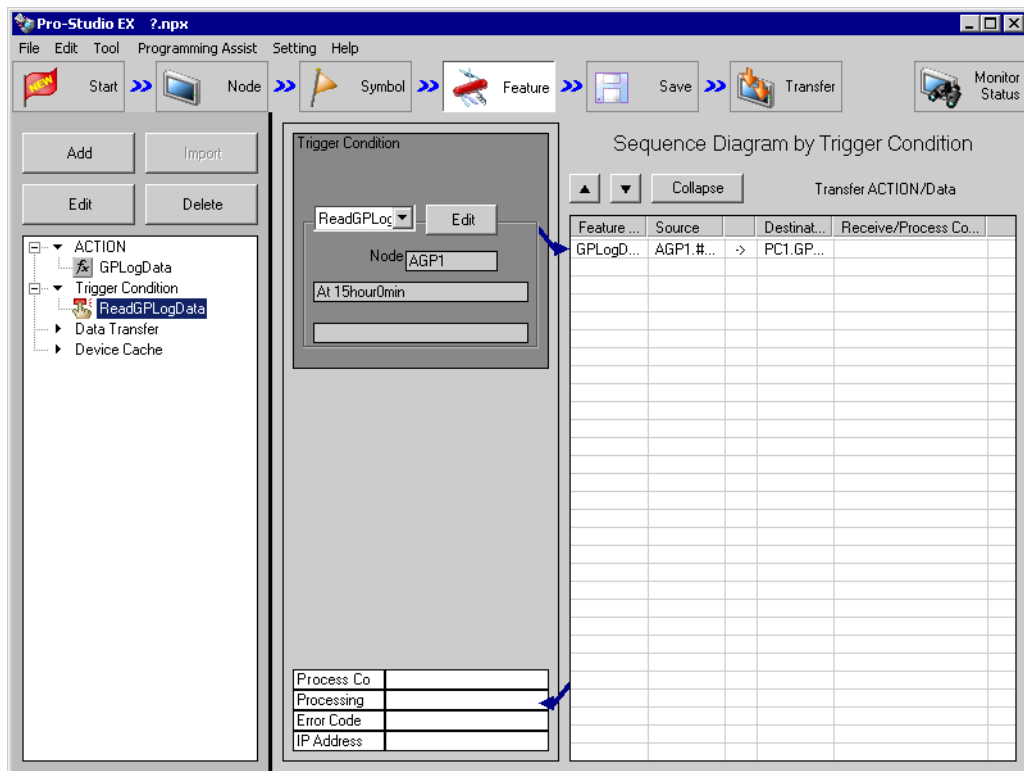 Pro-Studio EX ?.npx
File Edit Tool Programming Assist Setting Help
NEW Start Node Symbol Feature Save Transfer Monitor Status
Add Import
Edit Delete
ACTION
fx GPLogData
Trigger Condition
ReadGPLogData
Data Transfer
Device Cache
Trigger Condition
ReadGPLog Edit
Node AGP1
At 15hour0min
Process Co
Processing
Error Code
IP Address
Sequence Diagram by Trigger Condition
Collapse Transfer ACTION/Data
Feature ... Source Destinat... Receive/Process Co...
GPLogD... AGP1.#... -> PC1.GP...